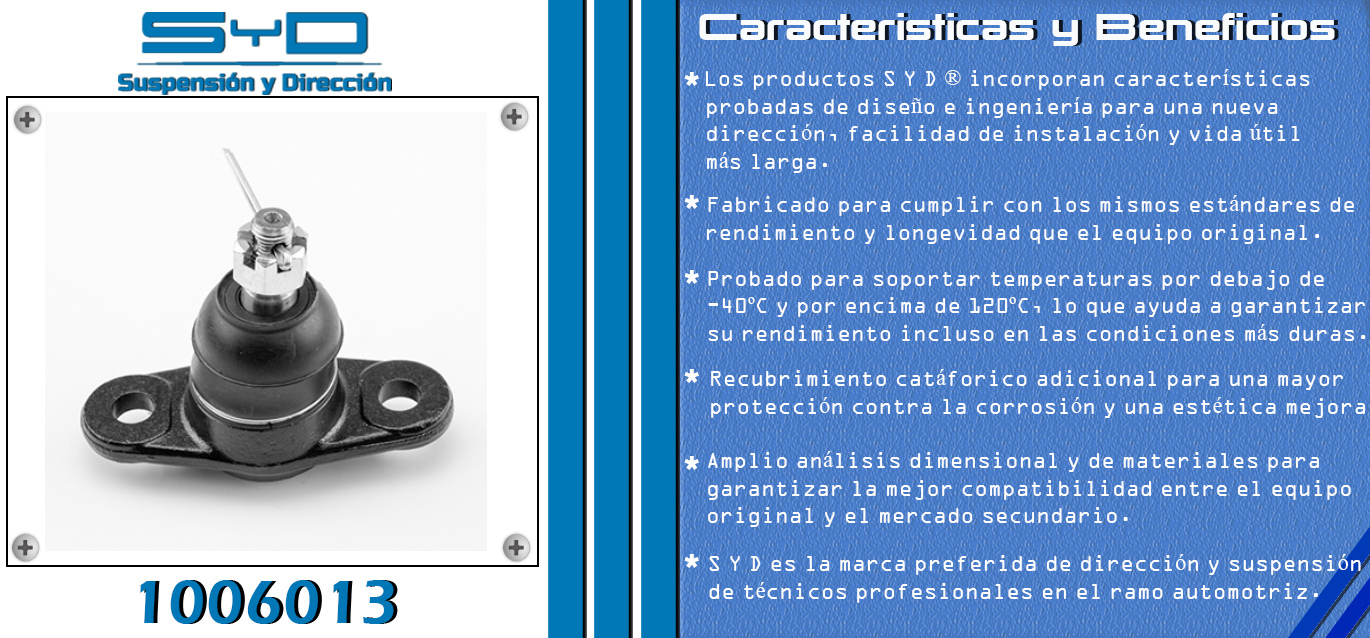 SYD
Suspensión y Dirección
1006013
Caracteristicas y Beneficios
* Los productos S Y D ® incorporan características
probadas de diseño e ingeniería para una nueva
dirección, facilidad de instalación y vida útil
más larga.
* Fabricado para cumplir con los mismos estándares de
rendimiento y longevidad que el equipo original.
* Probado para soportar temperaturas por debajo de
-40°C y por encima de 120°C, lo que ayuda a garantizar
su rendimiento incluso en las condiciones más duras.
* Recubrimiento catáforico adicional para una mayor
protección contra la corrosión y una estética mejora
* Amplio análisis dimensional y de materiales para
garantizar la mejor compatibilidad entre el equipo
original y el mercado secundario.
* S Y D es la marca preferida de dirección y suspensión
de técnicos profesionales en el ramo automotriz.